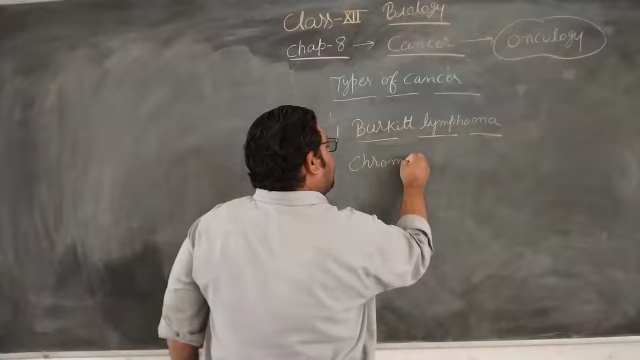 Class-XII Biology
Chap-8 → Cancer → oncology
Types of cancer
Burkitt lymphoma
Chrom